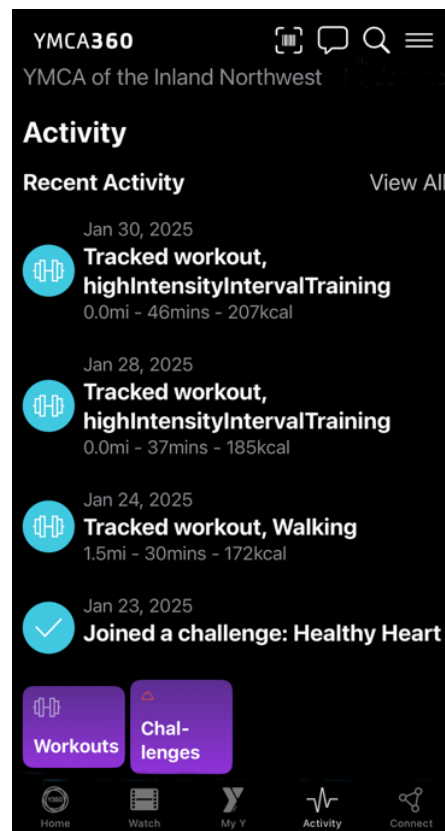 YMCA360
YMCA of the Inland Northwest
Activity
Recent Activity View All
Jan 30, 2025
Tracked workout,
highIntensityIntervalTraining
0.0mi - 46mins - 207kcal
Jan 28, 2025
Tracked workout,
highIntensityIntervalTraining
0.0mi - 37mins - 185kcal
Jan 24, 2025
Tracked workout, Walking
1.5mi - 30mins - 172kcal
Jan 23, 2025
Joined a challenge: Healthy Heart
Workouts
Chal-
lenges
Y360
Home Watch My Y Activity Connect